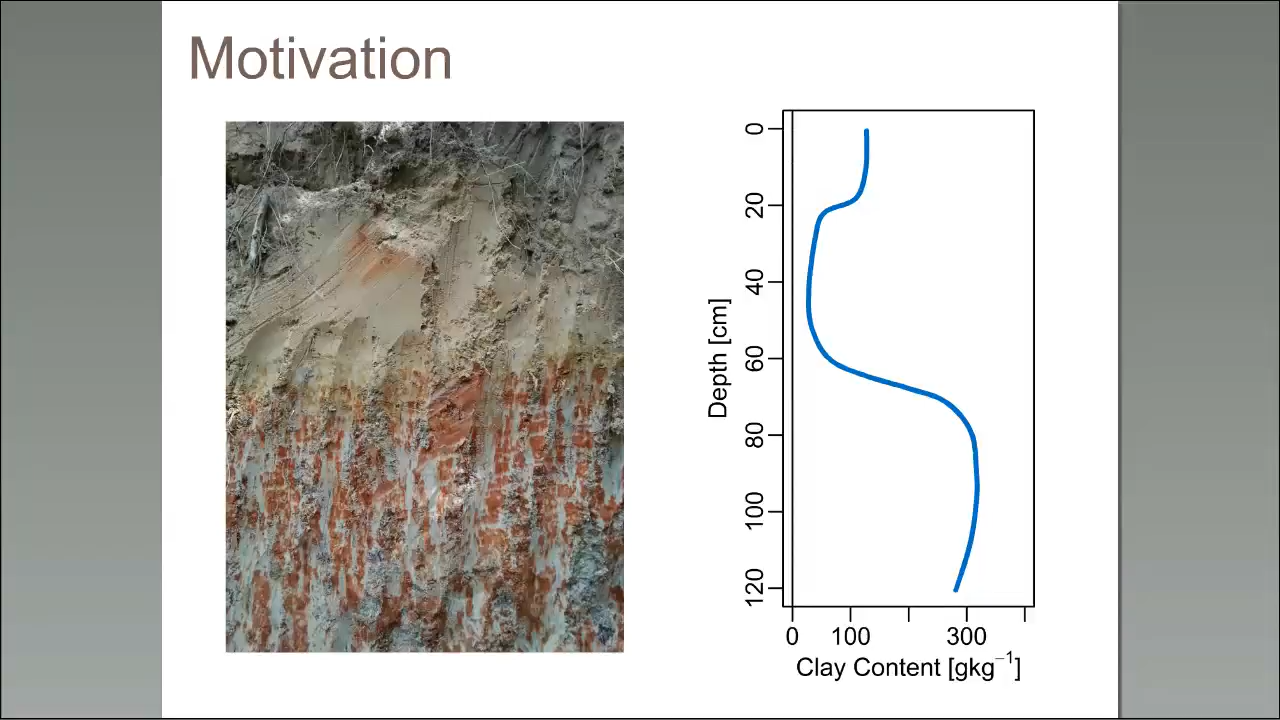 Motivation
0
20
40
60
80
100
120
Depth [cm]
0 100 300
Clay Content [gkg⁻¹]